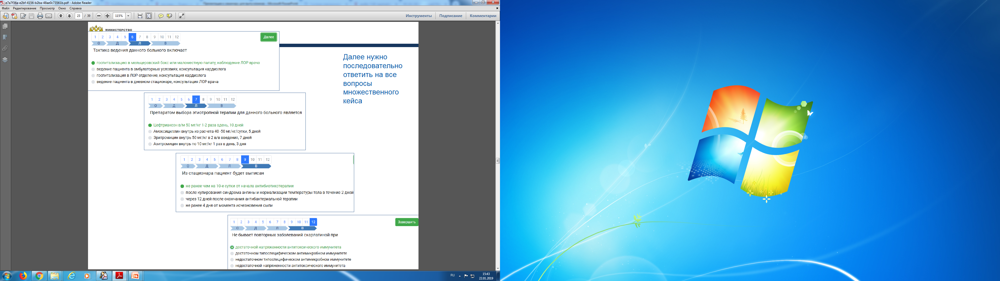 e7a7f36a-e2bf-4156-b2ba-48ae0c73561b.pdf - Adobe Reader
Файл Редактирование Просмотр Окно Справка
23 / 39 115% Инструменты Подписание Комментарии
МИНИСТЕРСТВО
1 2 3 4 5 6 7 8 9 10 11 12
О Д Л В
Далее
Тактика ведения данного больного включает
госпитализацию в мельцеровский бокс или маломестную палату, наблюдение ЛОР врача
ведение пациента в амбулаторных условиях, консультация кардиолога
госпитализация в ЛОР отделение, консультация кардиолога
ведение пациента в дневном стационаре, консультация ЛОР врача
Далее нужно
последовательно
ответить на все
вопросы
множественного
кейса
1 2 3 4 5 6 7 8 9 10 11 12
О Д Л В
Препаратом выбора этиотропной терапии для данного больного является
Цефтриаксон в/м 50 мг/кг 1-2 раза вдень, 10 дней
Амоксициллин внутрь из расчета 40 -50 мг/кг/сутки, 5 дней
Эритромицин внутрь 50 мг/кг в 2 в/в введения, 7 дней
Азитромицин внутрь по 10 мг/кг 1 раз в день, 3 дня
1 2 3 4 5 6 7 8 9 10 11 12
О Д Л В
Из стационара пациент будет выписан
не ранее чем на 10-е сутки от начала антибиотикотерапии
после купирования синдрома ангины и нормализации температуры тела в течение 2 дней
через 12 дней после окончания антибактериальной терапии
не ранее 4 дня от момента исчезновения сыпи
1 2 3 4 5 6 7 8 9 10 11 12
О Д Л В
Завершить
Не бывает повторных заболеваний скарлатиной при
достаточной напряженности антитоксического иммунитета
достаточном типоспецифическом антимикробном иммунитете
недостаточном типоспецифическом антимикробном иммунитете
недостаточной напряженности антитоксического иммунитета
RU
15:43
22.01.2019